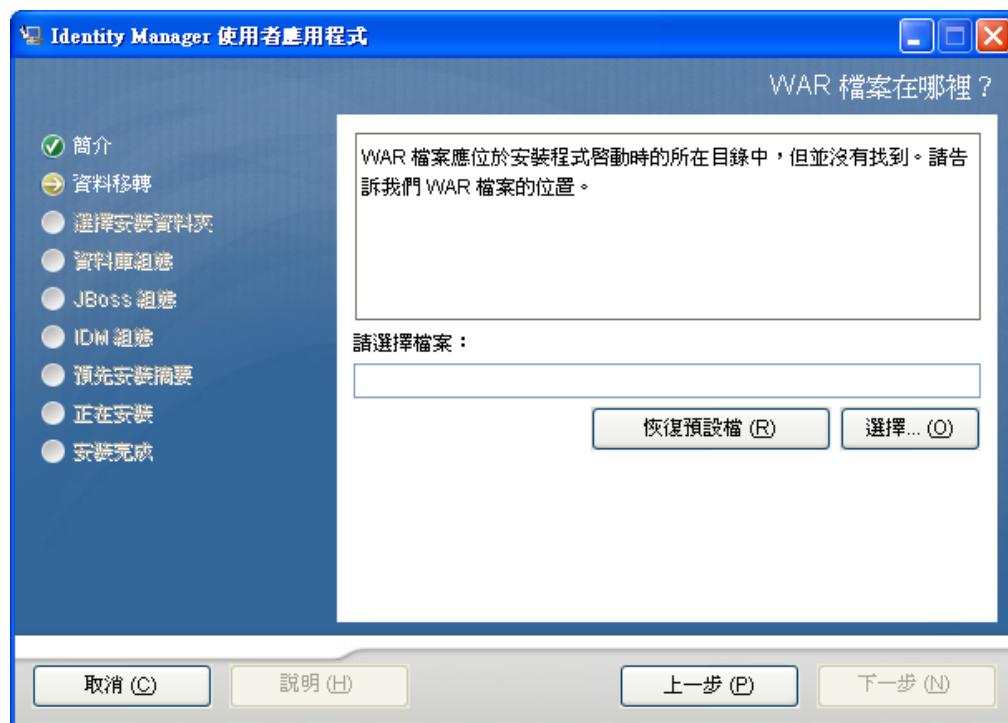 Identity Manager 使用者應用程式
WAR 檔案在哪裡？
簡介
資料移轉
選擇安裝資料夾
資料庫組態
JBoss 組態
IDM 組態
預先安裝摘要
正在安裝
安裝完成
WAR 檔案應位於安裝程式啟動時的所在目錄中，但並沒有找到。請告
訴我們 WAR 檔案的位置。
請選擇檔案：
恢復預設檔 (R)
選擇... (O)
取消 (C)
說明 (H)
上一步 (P)
下一步 (N)